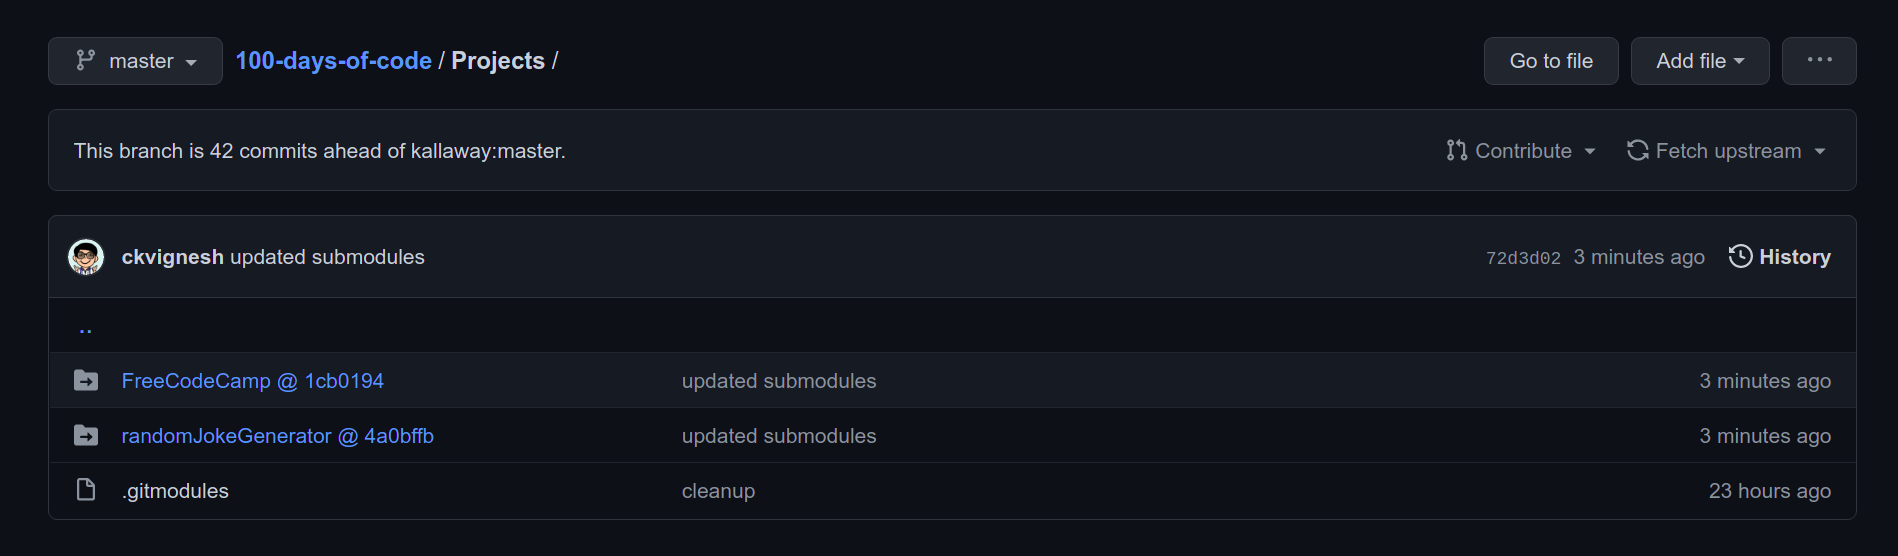 master 100-days-of-code / Projects / Go to file Add file ...
This branch is 42 commits ahead of kallaway:master. Contribute Fetch upstream
ckvignesh updated submodules 72d3d02 3 minutes ago History
..
FreeCodeCamp @ 1cb0194 updated submodules 3 minutes ago
randomJokeGenerator @ 4a0bffb updated submodules 3 minutes ago
.gitmodules cleanup 23 hours ago